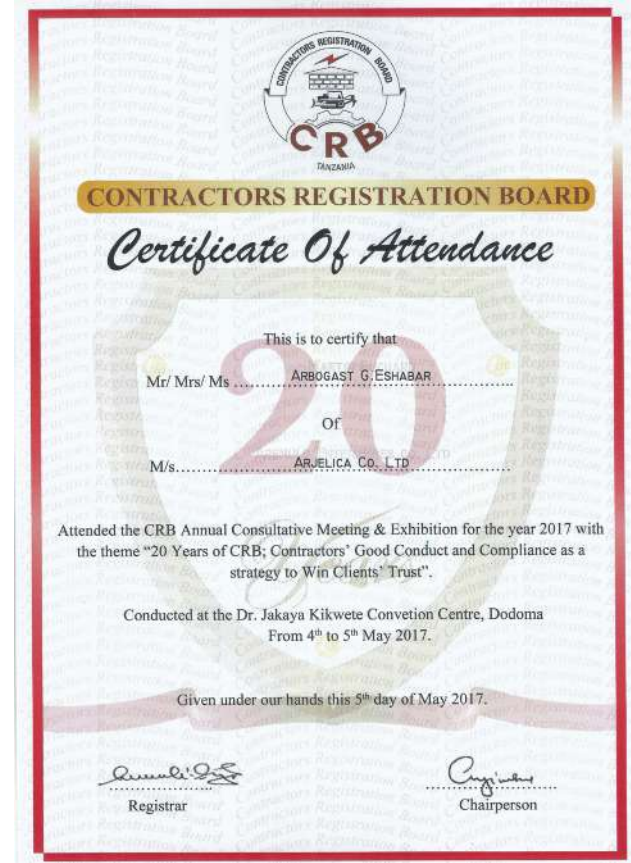 CONTRACTORS REGISTRATION BOARD
CRB
TANZANIA
CONTRACTORS REGISTRATION BOARD
Certificate Of Attendance
20
This is to certify that
Mr/ Mrs/ Ms ARBOGAST G.ESHABAR
Of
M/s. ARJELICA CO. LTD
Attended the CRB Annual Consultative Meeting & Exhibition for the year 2017 with
the theme “20 Years of CRB; Contractors’ Good Conduct and Compliance as a
strategy to Win Clients’ Trust”.
Conducted at the Dr. Jakaya Kikwete Convetion Centre, Dodoma
From 4th to 5th May 2017.
Given under our hands this 5th day of May 2017.
Registrar
Chairperson